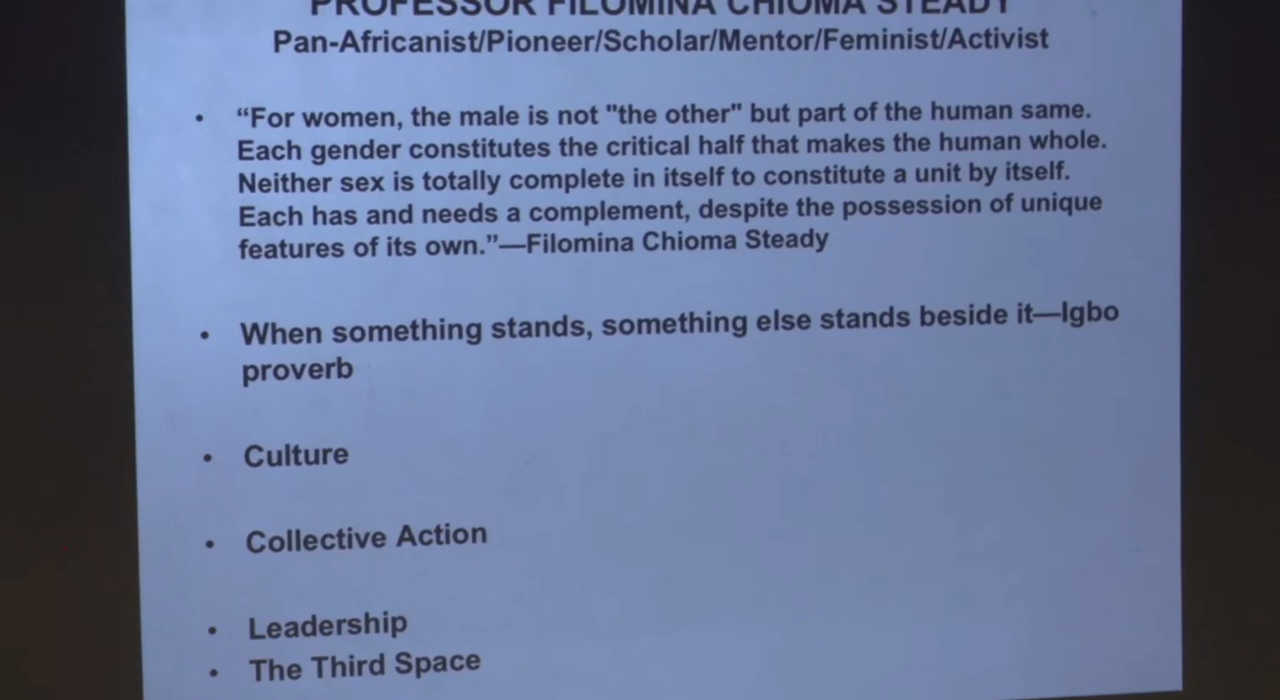 PROFESSOR FILOMINA CHIOMA STEADY
Pan-Africanist/Pioneer/Scholar/Mentor/Feminist/Activist
• “For women, the male is not "the other" but part of the human same.
Each gender constitutes the critical half that makes the human whole.
Neither sex is totally complete in itself to constitute a unit by itself.
Each has and needs a complement, despite the possession of unique
features of its own.”—Filomina Chioma Steady
• When something stands, something else stands beside it—Igbo
proverb
• Culture
• Collective Action
• Leadership
• The Third Space